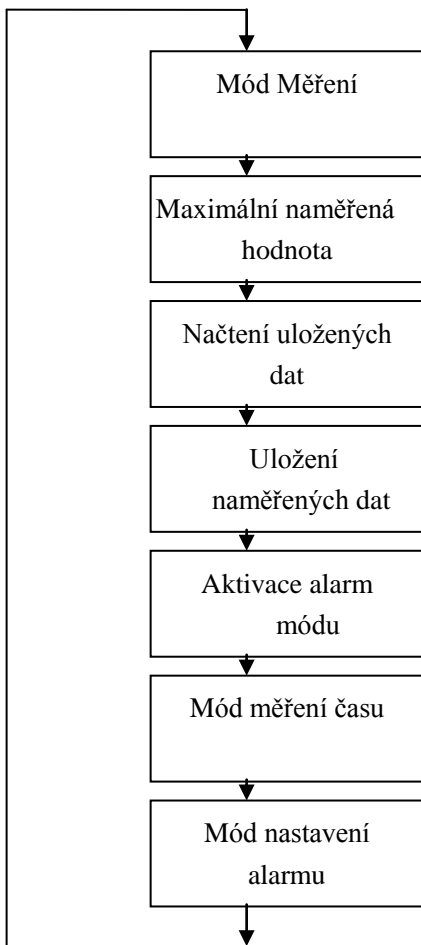 Mód Měření
Maximální naměřená
hodnota
Načtení uložených
dat
Uložení
naměřených dat
Aktivace alarm
módu
Mód měření času
Mód nastavení
alarmu